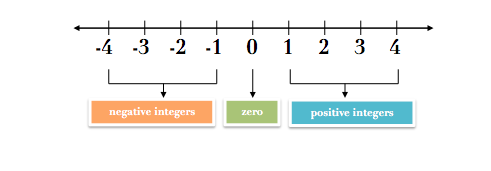 -4 -3 -2 -1 0 1 2 3 4
negative integers zero positive integers